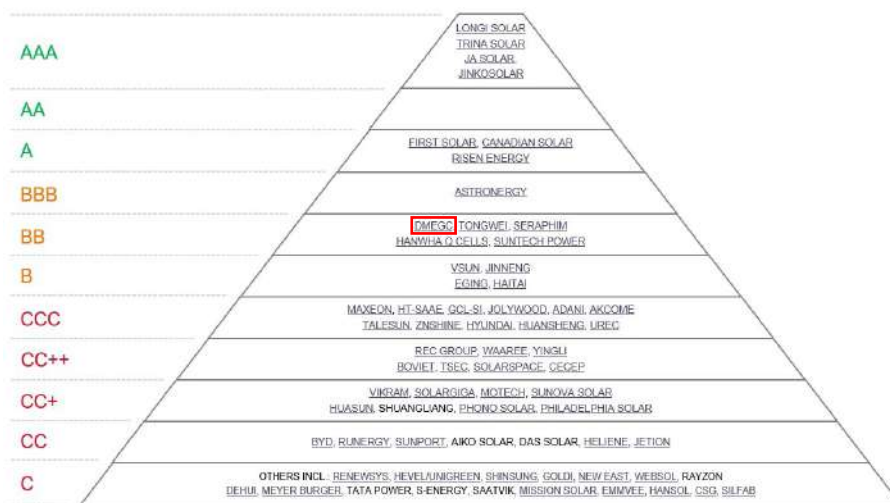 AAA
LONGI SOLAR
TRINA SOLAR
JA SOLAR,
JINKOSOLAR
AA
A
FIRST SOLAR, CANADIAN SOLAR
RISEN ENERGY
BBB
ASTRONERGY
BB
DMEGC, TONGWEI, SERAPHIM
HANWHA Q CELLS, SUNTECH POWER
B
VSUN, JINNENG
EGING, HAITAI
CCC
MAXEON, HT-SAAE, GCL-SI, JOLYWOOD, ADANI, AKCOME
TALESUN, ZNSHINE, HYUNDAI, HUANSHENG, UREC
CC++
REC GROUP, WAAREE, YINGLI
BOVIET, TSEC, SOLARSPACE, CECEP
CC+
VIKRAM, SOLARGIGA, MOTECH, SUNOVA SOLAR
HUASUN, SHUANGLIANG, PHONO SOLAR, PHILADELPHIA SOLAR
CC
BYD, RUNERGY, SUNPORT, AIKO SOLAR, DAS SOLAR, HELIENE, JETION
C
OTHERS INCL.: RENEWSYS, HEVEL/UNIGREEN, SHINSUNG, GOLDI, NEW EAST, WEBSOL, RAYZON
DEHUI, MEYER BURGER, TATA POWER, S-ENERGY, SAATVIK, MISSION SOLAR, EMMVEE, HANSOL, CSG, SILFAB